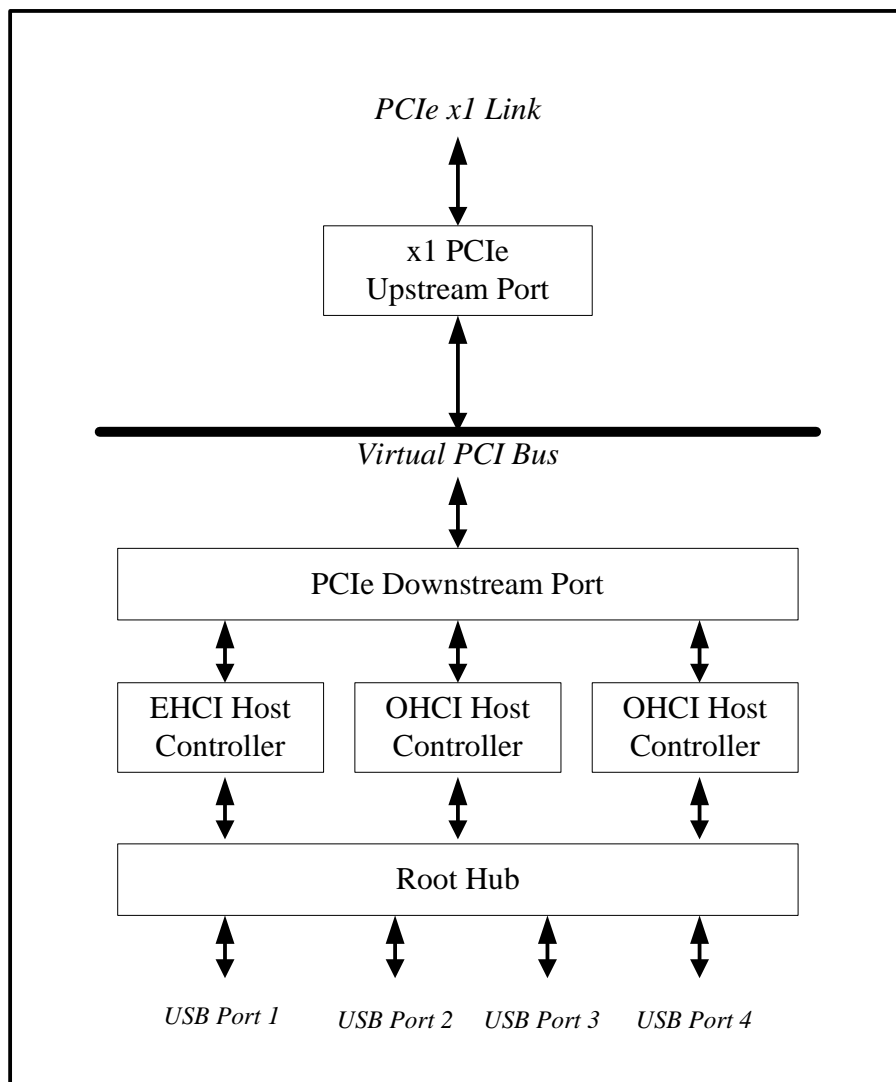 PCIe x1 Link
x1 PCIe
Upstream Port
Virtual PCI Bus
PCIe Downstream Port
EHCI Host
Controller
OHCI Host
Controller
OHCI Host
Controller
Root Hub
USB Port 1
USB Port 2
USB Port 3
USB Port 4